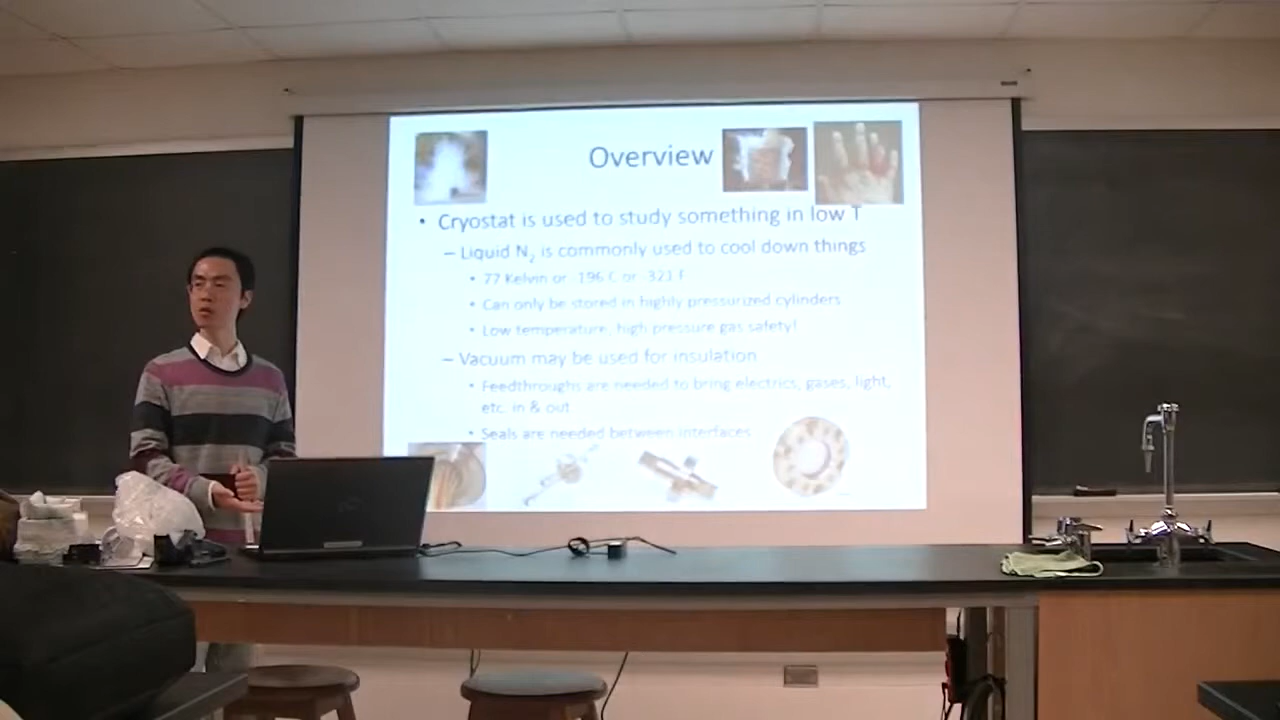 Overview
• Cryostat is used to study something in low T
– Liquid N₂ is commonly used to cool down things
• 77 Kelvin or -196 C or -321 F
• Can only be stored in highly pressurized cylinders
• Low temperature, high pressure gas safety!
– Vacuum may be used for insulation
• Feedthroughs are needed to bring electrics, gases, light,
etc. in & out
• Seals are needed between interfaces